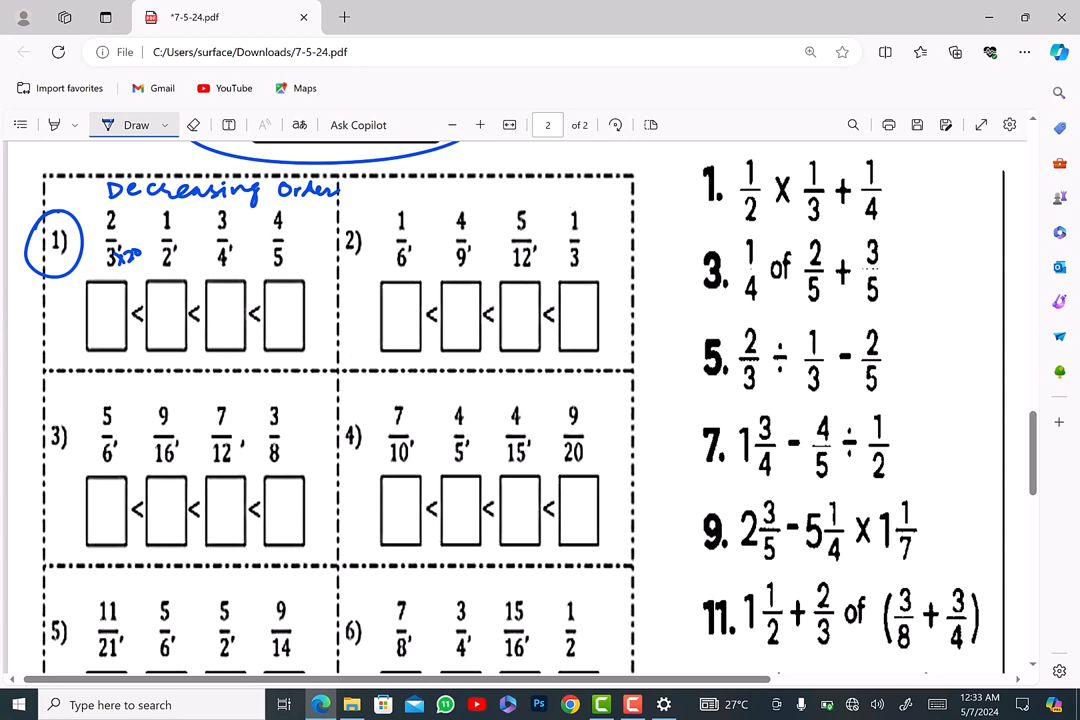 *7-5-24.pdf
File C:/Users/surface/Downloads/7-5-24.pdf
Import favorites Gmail YouTube Maps
Draw Ask Copilot 2 of 2
Decreasing Order
1) 2/3, x20 1/2, 3/4, 4/5
< < <
2) 1/6, 4/9, 5/12, 1/3
< < <
3) 5/6, 9/16, 7/12, 3/8
< < <
4) 7/10, 4/5, 4/15, 9/20
< < <
5) 11/21, 5/6, 5/2, 9/14
6) 7/8, 3/4, 15/16, 1/2
1. 1/2 x 1/3 + 1/4
3. 1/4 of 2/5 + 3/5
5. 2/3 ÷ 1/3 - 2/5
7. 1 3/4 - 4/5 ÷ 1/2
9. 2 3/5 - 5 1/4 x 1 1/7
11. 1 1/2 + 2/3 of (3/8 + 3/4)
Type here to search
27°C
12:33 AM
5/7/2024